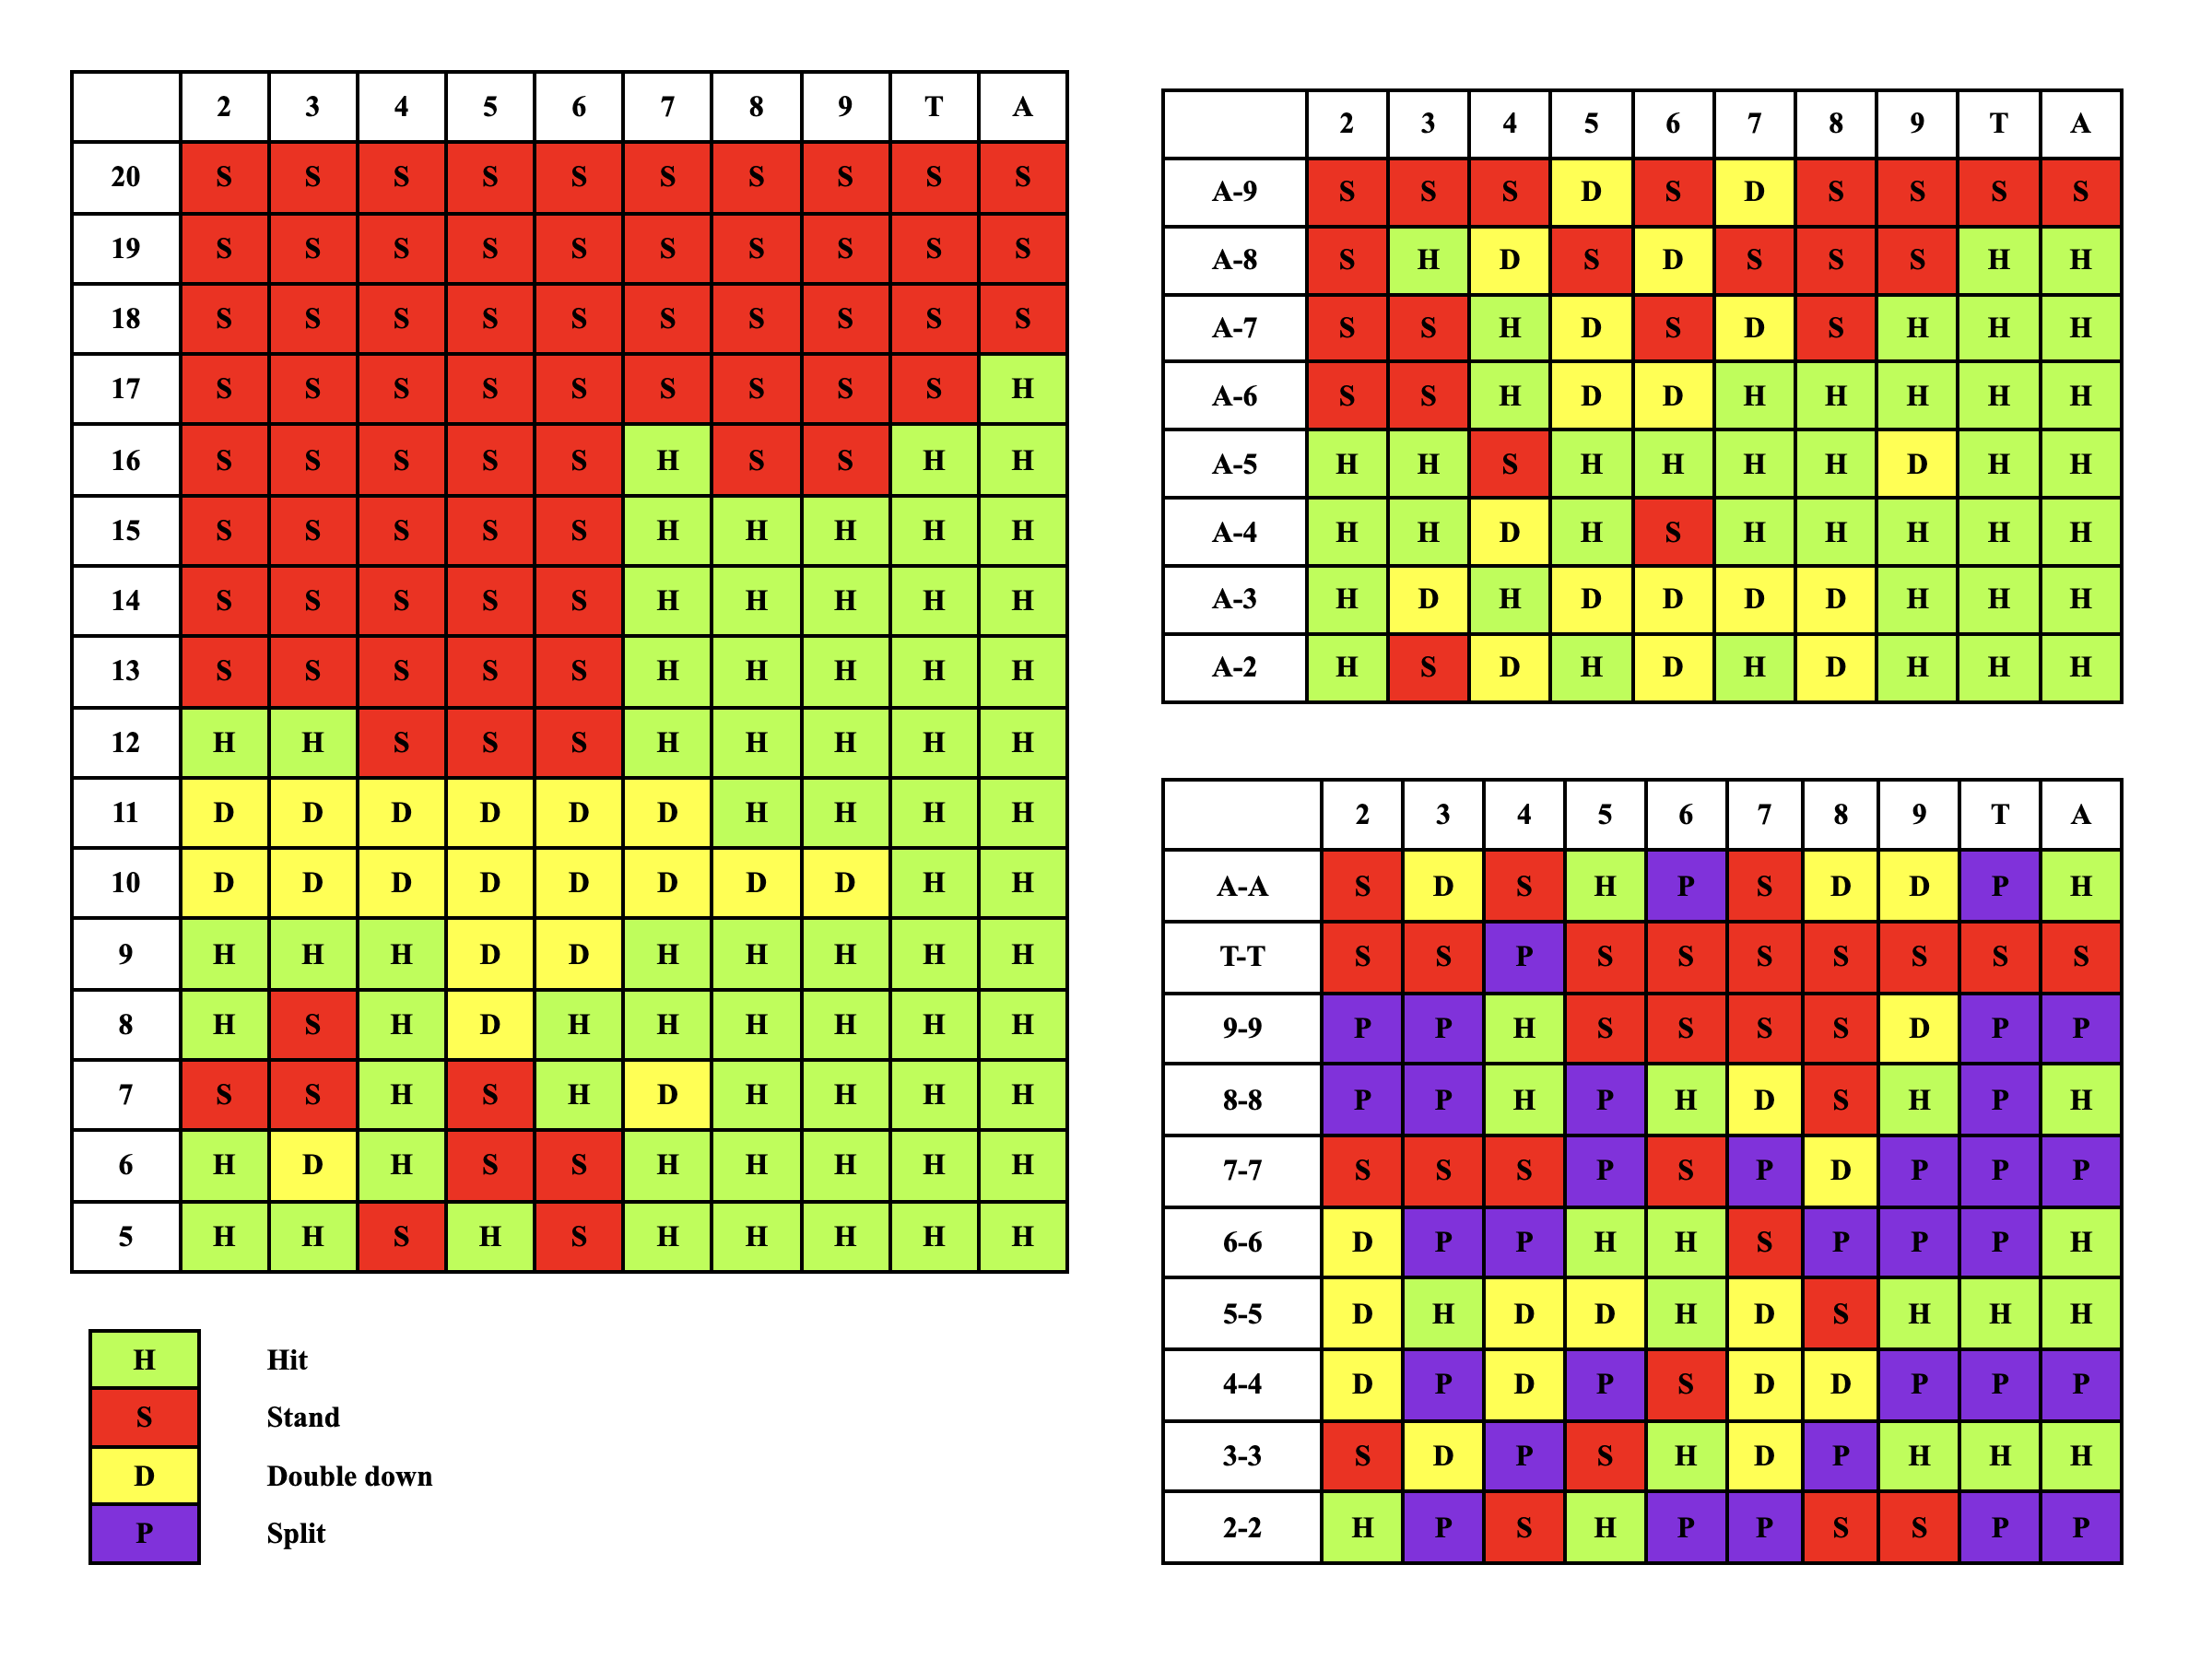 2 3 4 5 6 7 8 9 T A
20 S S S S S S S S S S
19 S S S S S S S S S S
18 S S S S S S S S S S
17 S S S S S S S S S H
16 S S S S S H S S H H
15 S S S S S H H H H H
14 S S S S S H H H H H
13 S S S S S H H H H H
12 H H S S S H H H H H
11 D D D D D D H H H H
10 D D D D D D D D H H
9 H H H D D H H H H H
8 H S H D H H H H H H
7 S S H S H D H H H H
6 H D H S S H H H H H
5 H H S H S H H H H H
H Hit
S Stand
D Double down
P Split
2 3 4 5 6 7 8 9 T A
A-9 S S S D S D S S S S
A-8 S H D S D S S S H H
A-7 S S H D S D S H H H
A-6 S S H D D H H H H H
A-5 H H S H H H H D H H
A-4 H H D H S H H H H H
A-3 H D H D D D D H H H
A-2 H S D H D H D H H H
2 3 4 5 6 7 8 9 T A
A-A S D S H P S D D P H
T-T S S P S S S S S S S
9-9 P P H S S S S D P P
8-8 P P H P H D S H P H
7-7 S S S P S P D P P P
6-6 D P P H H S P P P H
5-5 D H D D H D S H H H
4-4 D P D P S D D P P P
3-3 S D P S H D P H H H
2-2 H P S H P P S S P P